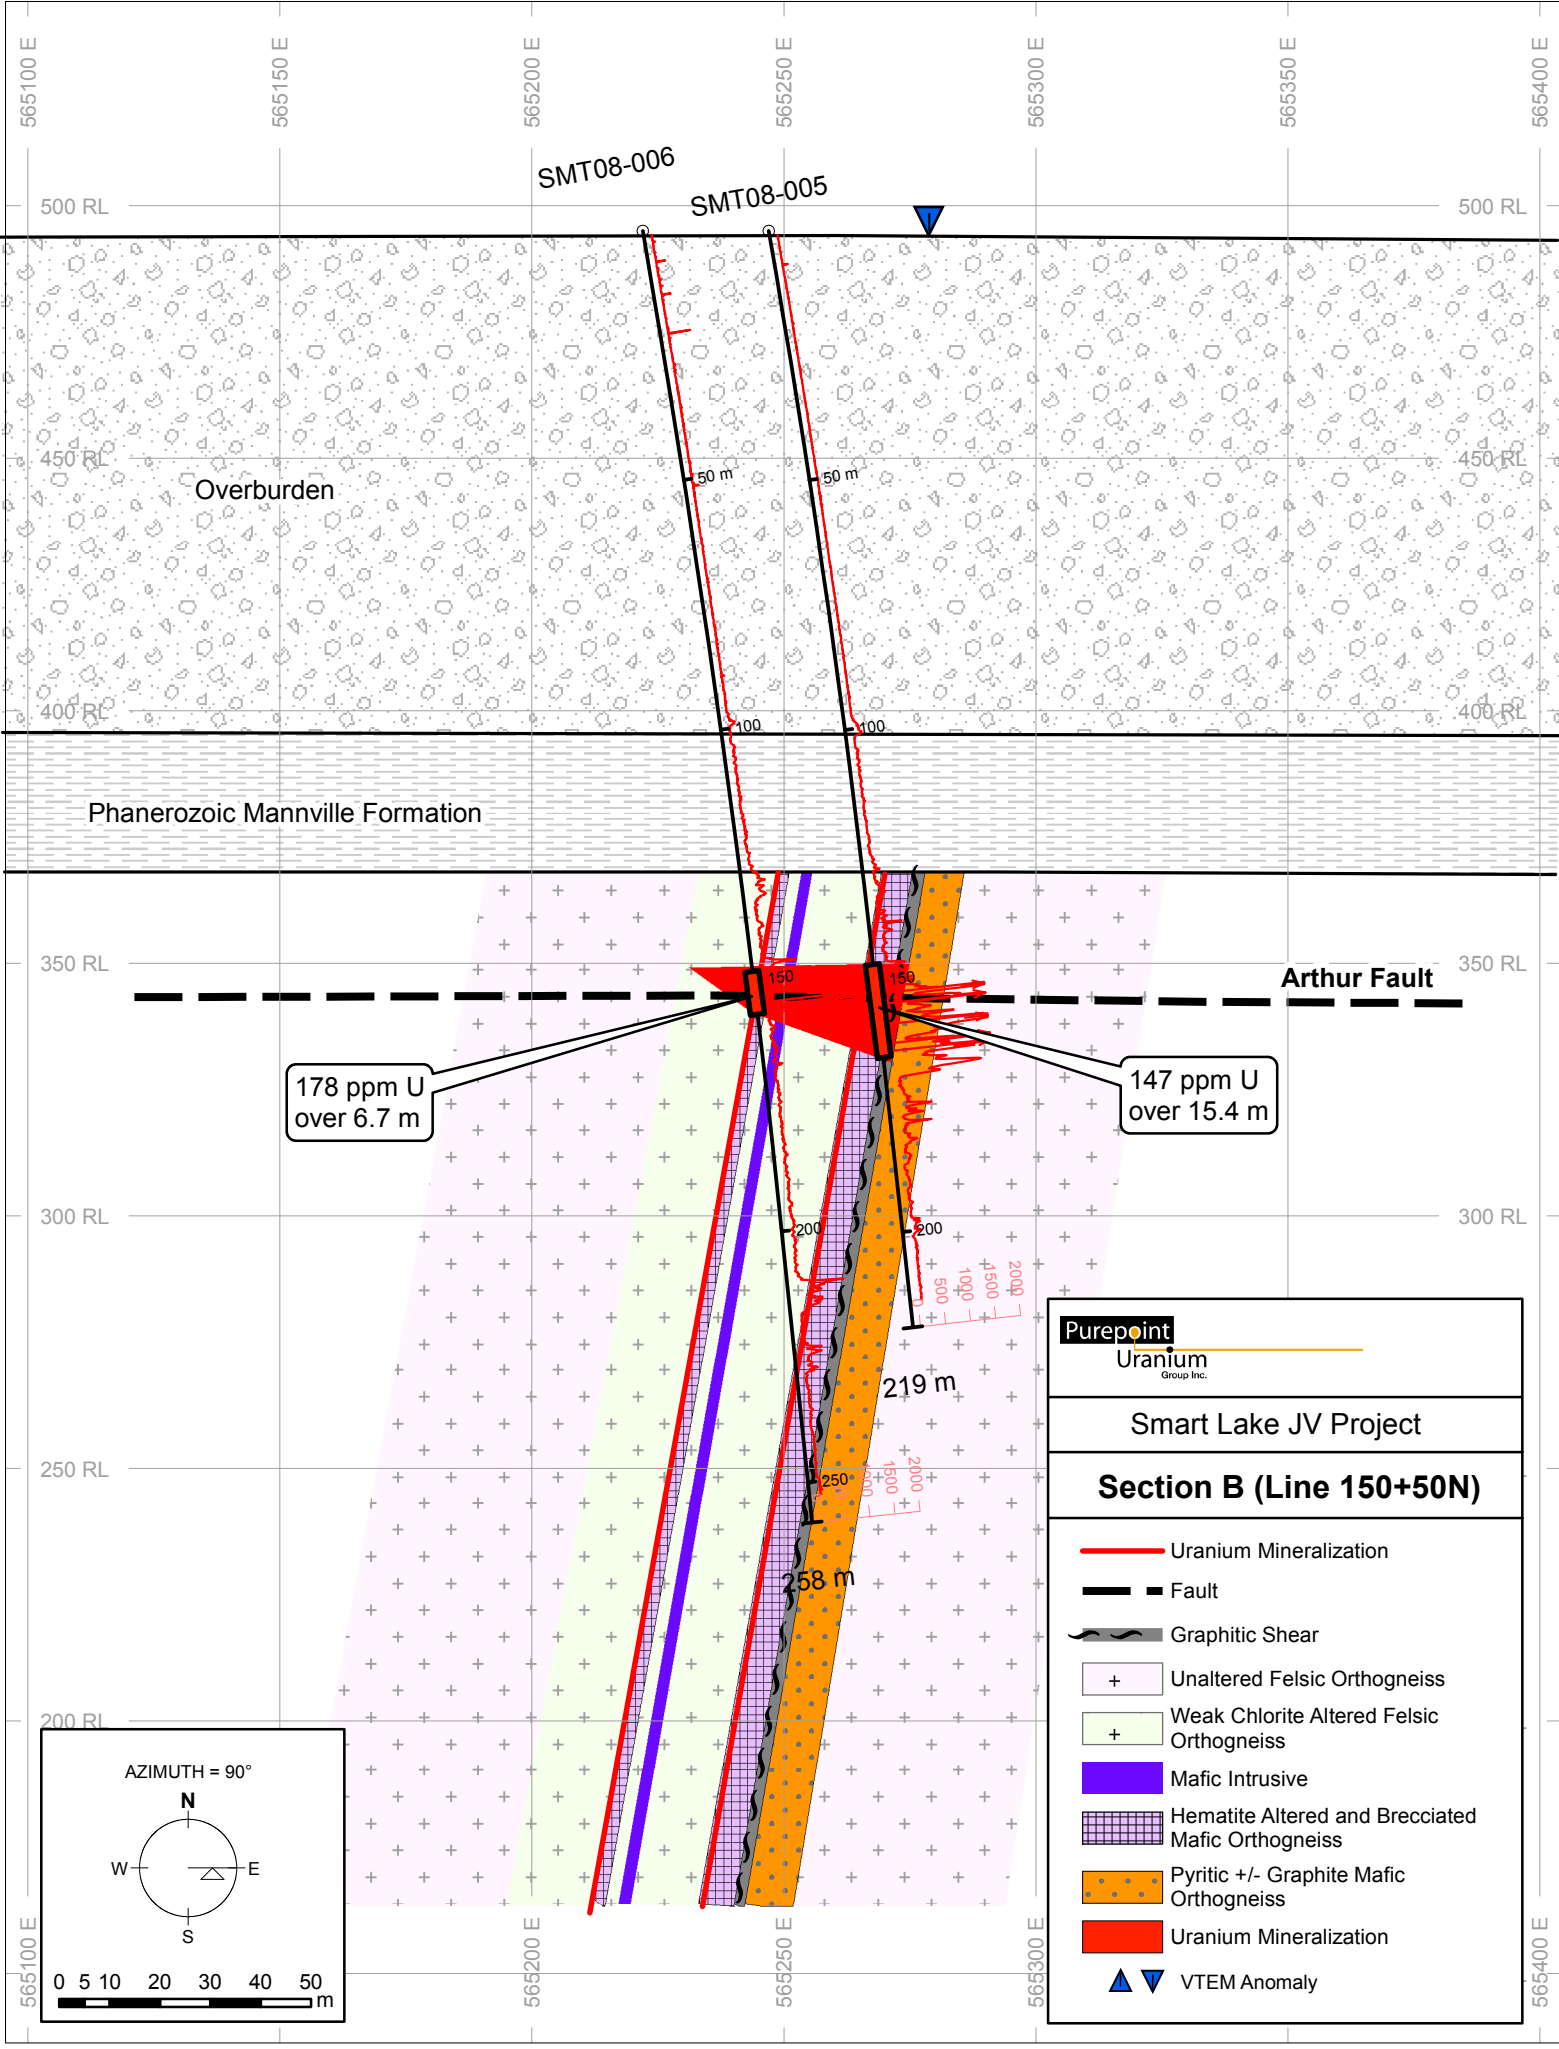 565100 E
565150 E
565200 E
565250 E
565300 E
565350 E
565400 E
SMT08-006
SMT08-005
500 RL
500 RL
450 RL
450 RL
50 m
50 m
Overburden
400 RL
400 RL
100
100
Phanerozoic Mannville Formation
350 RL
350 RL
150
150
Arthur Fault
178 ppm U
over 6.7 m
147 ppm U
over 15.4 m
300 RL
300 RL
200
200
0
500
1000
1500
2000
219 m
250 RL
250
1000
1500
2000
258 m
200 RL
Purepoint
Uranium
Group Inc.
Smart Lake JV Project
Section B (Line 150+50N)
Uranium Mineralization
Fault
Graphitic Shear
Unaltered Felsic Orthogneiss
Weak Chlorite Altered Felsic
Orthogneiss
Mafic Intrusive
Hematite Altered and Brecciated
Mafic Orthogneiss
Pyritic +/- Graphite Mafic
Orthogneiss
Uranium Mineralization
VTEM Anomaly
AZIMUTH = 90°
N
W
E
S
0 5 10 20 30 40 50
m
565100 E
565200 E
565250 E
565300 E
565400 E